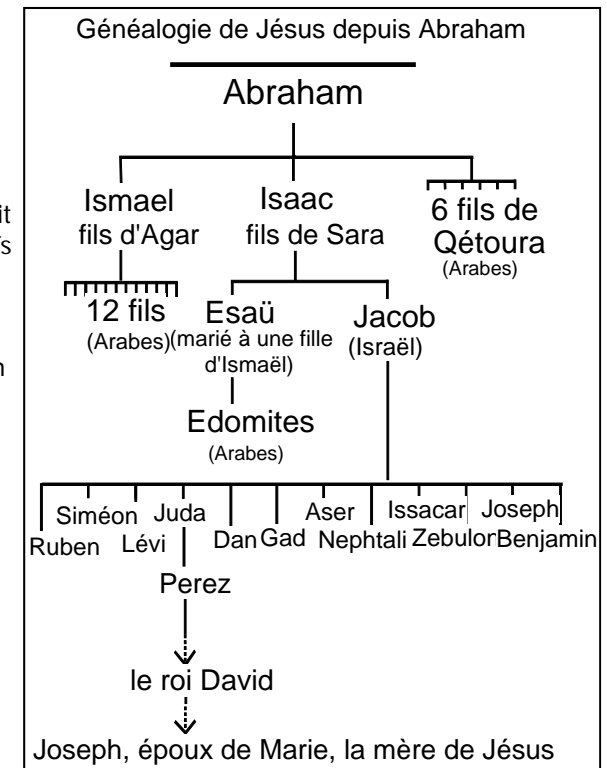 Généalogie de Jésus depuis Abraham
Abraham
Ismael
fils d'Agar
Isaac
fils de Sara
6 fils de
Qétoura
(Arabes)
it
s
n
12 fils
(Arabes)
Esaü
(marié à une fille
d'Ismaël)
Jacob
(Israël)
Edomites
(Arabes)
Siméon Juda Aser Issacar Joseph
Ruben Lévi Dan Gad Nephtali Zebulon Benjamin
Perez
le roi David
Joseph, époux de Marie, la mère de Jésus